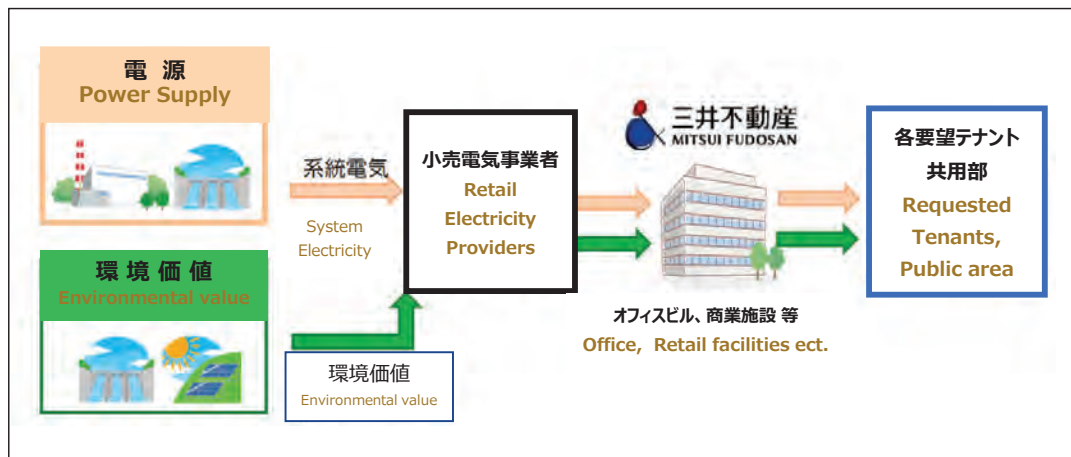 電 源
Power Supply
環 境 価 値
Environmental value
系統電気
System
Electricity
環境価値
Environmental value
小売電気事業者
Retail
Electricity
Providers
三井不動産
MITSUI FUDOSAN
オフィスビル、商業施設 等
Office, Retail facilities ect.
各要望テナント
共用部
Requested
Tenants,
Public area